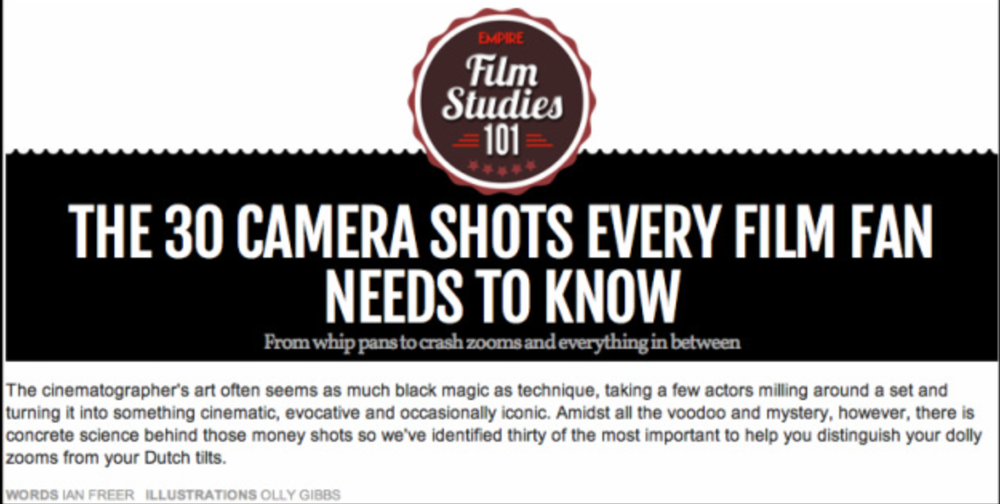 EMPIRE
Film
Studies
101
THE 30 CAMERA SHOTS EVERY FILM FAN
NEEDS TO KNOW
From whip pans to crash zooms and everything in between
The cinematographer's art often seems as much black magic as technique, taking a few actors milling around a set and
turning it into something cinematic, evocative and occasionally iconic. Amidst all the voodoo and mystery, however, there is
concrete science behind those money shots so we've identified thirty of the most important to help you distinguish your dolly
zooms from your Dutch tilts.
WORDS IAN FREER ILLUSTRATIONS OLLY GIBBS